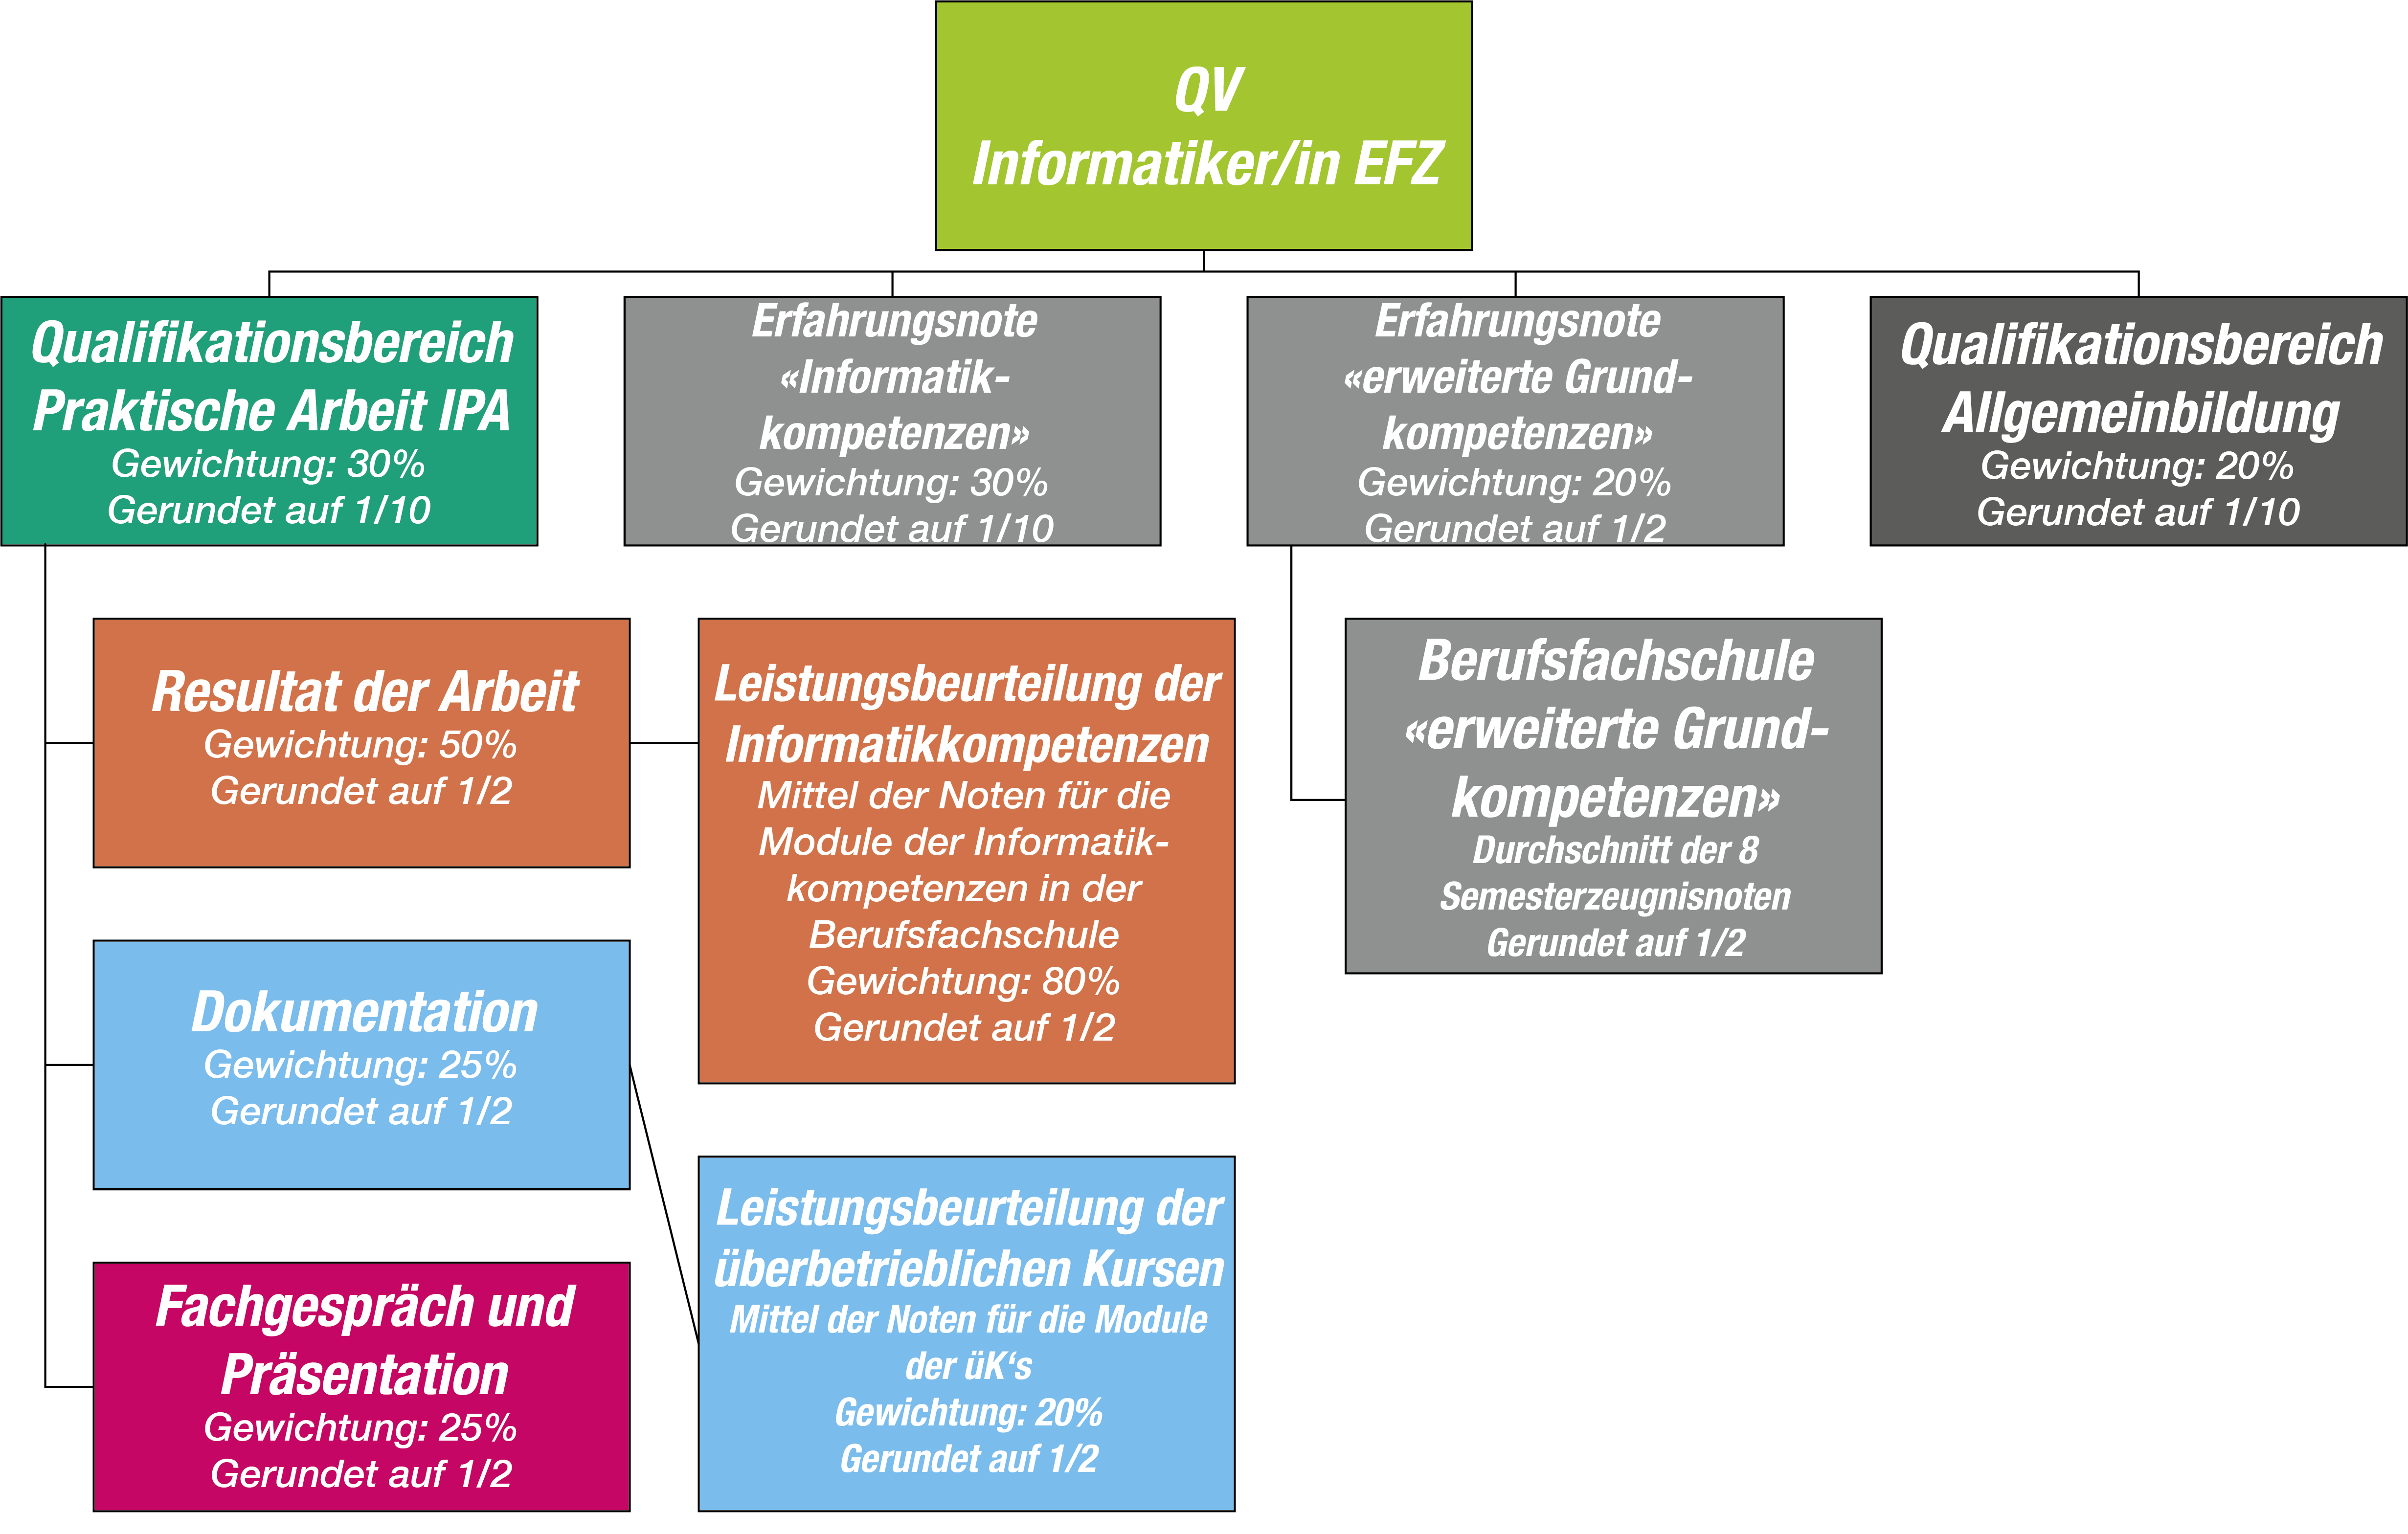 QV
Informatiker/in EFZ
Qualifikationsbereich
Praktische Arbeit IPA
Gewichtung: 30%
Gerundet auf 1/10
Erfahrungsnote
«Informatik-
kompetenzen»
Gewichtung: 30%
Gerundet auf 1/10
Erfahrungsnote
«erweiterte Grund-
kompetenzen»
Gewichtung: 20%
Gerundet auf 1/2
Qualifikationsbereich
Allgemeinbildung
Gewichtung: 20%
Gerundet auf 1/10
Resultat der Arbeit
Gewichtung: 50%
Gerundet auf 1/2
Leistungsbeurteilung der
Informatikkompetenzen
Mittel der Noten für die
Module der Informatik-
kompetenzen in der
Berufsfachschule
Gewichtung: 80%
Gerundet auf 1/2
Berufsfachschule
«erweiterte Grund-
kompetenzen»
Durchschnitt der 8
Semesterzeugnisnoten
Gerundet auf 1/2
Dokumentation
Gewichtung: 25%
Gerundet auf 1/2
Leistungsbeurteilung der
überbetrieblichen Kursen
Mittel der Noten für die Module
der üK‘s
Gewichtung: 20%
Gerundet auf 1/2
Fachgespräch und
Präsentation
Gewichtung: 25%
Gerundet auf 1/2